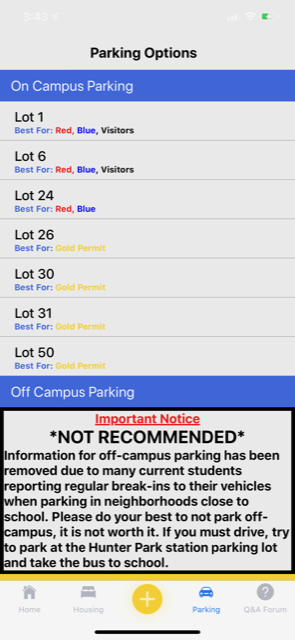 3:43
Parking Options
On Campus Parking
Lot 1
Best For: Red, Blue, Visitors
Lot 6
Best For: Red, Blue, Visitors
Lot 24
Best For: Red, Blue
Lot 26
Best For: Gold Permit
Lot 30
Best For: Gold Permit
Lot 31
Best For: Gold Permit
Lot 50
Best For: Gold Permit
Off Campus Parking
Important Notice
*NOT RECOMMENDED*
Information for off-campus parking has been
removed due to many current students
reporting regular break-ins to their vehicles
when parking in neighborhoods close to
school. Please do your best to not park off-
campus, it is not worth it. If you must drive, try
to park at the Hunter Park station parking lot
and take the bus to school.
Home Housing Parking Q&A Forum